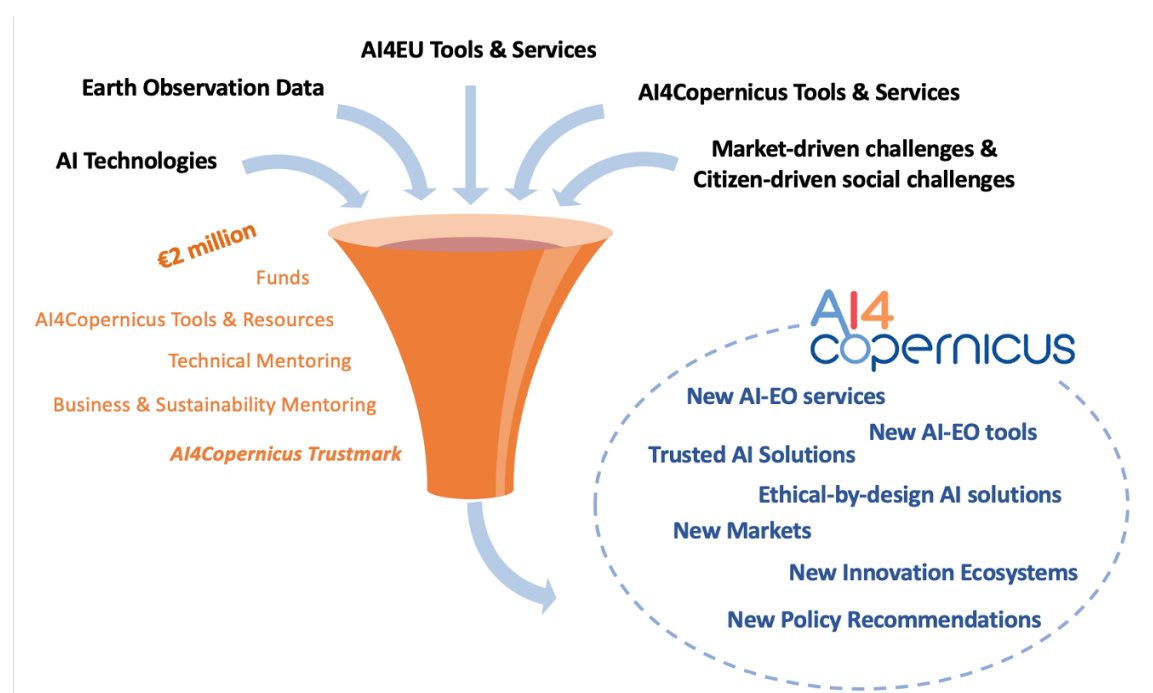 AI4EU Tools & Services
Earth Observation Data
AI4Copernicus Tools & Services
AI Technologies
Market-driven challenges &
Citizen-driven social challenges
€2 million
Funds
AI4Copernicus Tools & Resources
Technical Mentoring
Business & Sustainability Mentoring
AI4Copernicus Trustmark
AI4
copernicus
New AI-EO services
New AI-EO tools
Trusted AI Solutions
Ethical-by-design AI solutions
New Markets
New Innovation Ecosystems
New Policy Recommendations